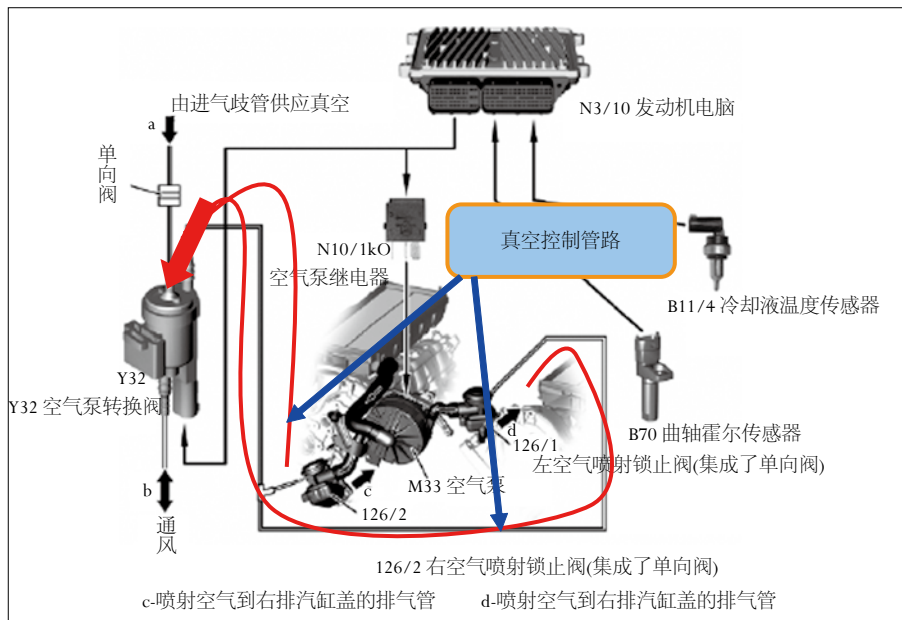 由进气歧管供应真空
a
单向阀
N3/10 发动机电脑
N10/1kO
空气泵继电器
真空控制管路
B11/4 冷却液温度传感器
Y32
Y32 空气泵转换阀
B70 曲轴霍尔传感器
d
126/1
左空气喷射锁止阀(集成了单向阀)
M33 空气泵
c
126/2
b
通风
126/2 右空气喷射锁止阀(集成了单向阀)
c-喷射空气到右排汽缸盖的排气管 d-喷射空气到右排汽缸盖的排气管